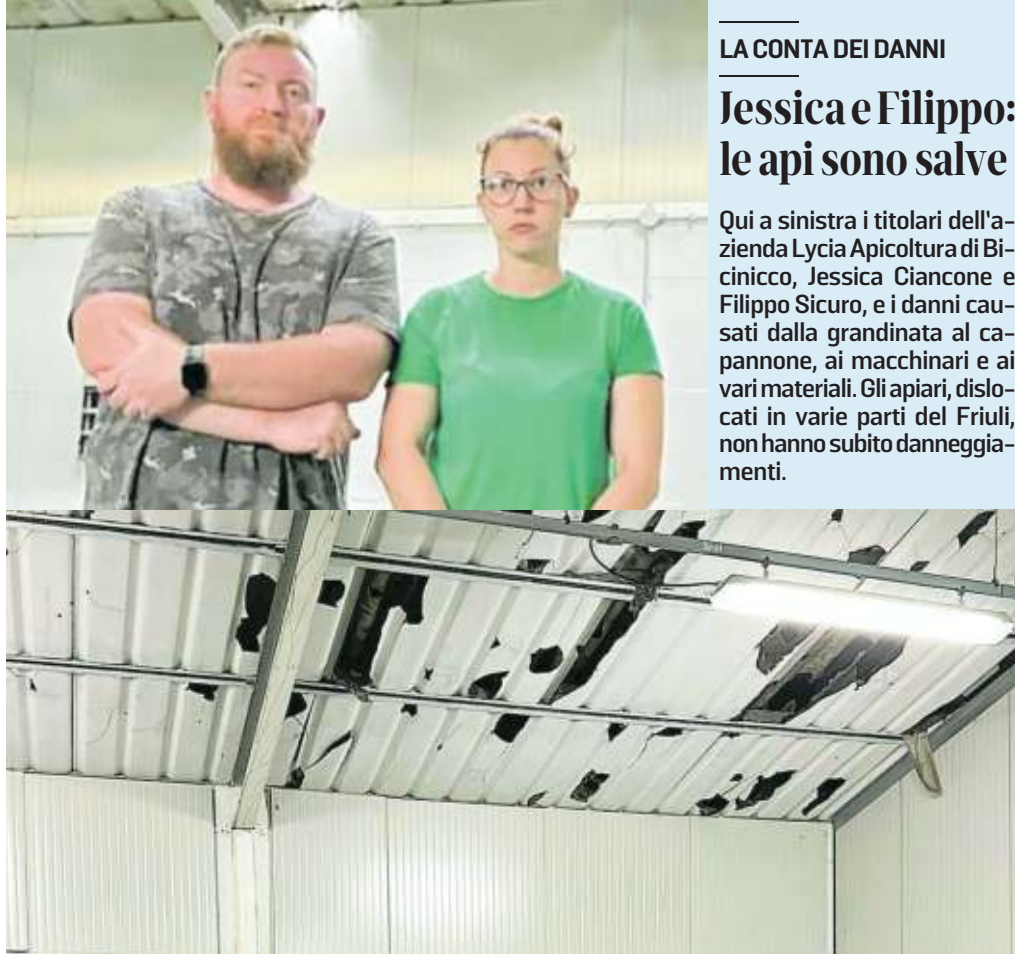 LA CONTA DEI DANNI
Jessica e Filippo:
le api sono salve
Qui a sinistra i titolari dell'a-
zienda Lycia Apicoltura di Bi-
cinicco, Jessica Ciancone e
Filippo Sicuro, e i danni cau-
sati dalla grandinata al ca-
pannone, ai macchinari e ai
vari materiali. Gli apiari, dislo-
cati in varie parti del Friuli,
non hanno subito danneggia-
menti.